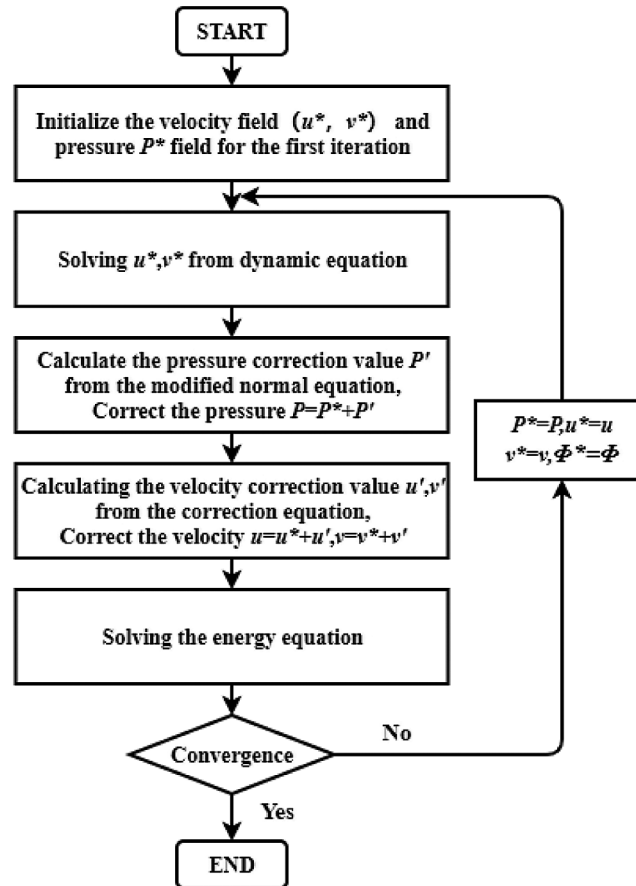 START
Initialize the velocity field (u*, v*) and
pressure P* field for the first iteration
Solving u*,v* from dynamic equation
Calculate the pressure correction value P'
from the modified normal equation,
Correct the pressure P=P*+P'
P*=P,u*=u
v*=v,Φ*=Φ
Calculating the velocity correction value u',v'
from the correction equation,
Correct the velocity u=u*+u',v=v*+v'
Solving the energy equation
Convergence
No
Yes
END